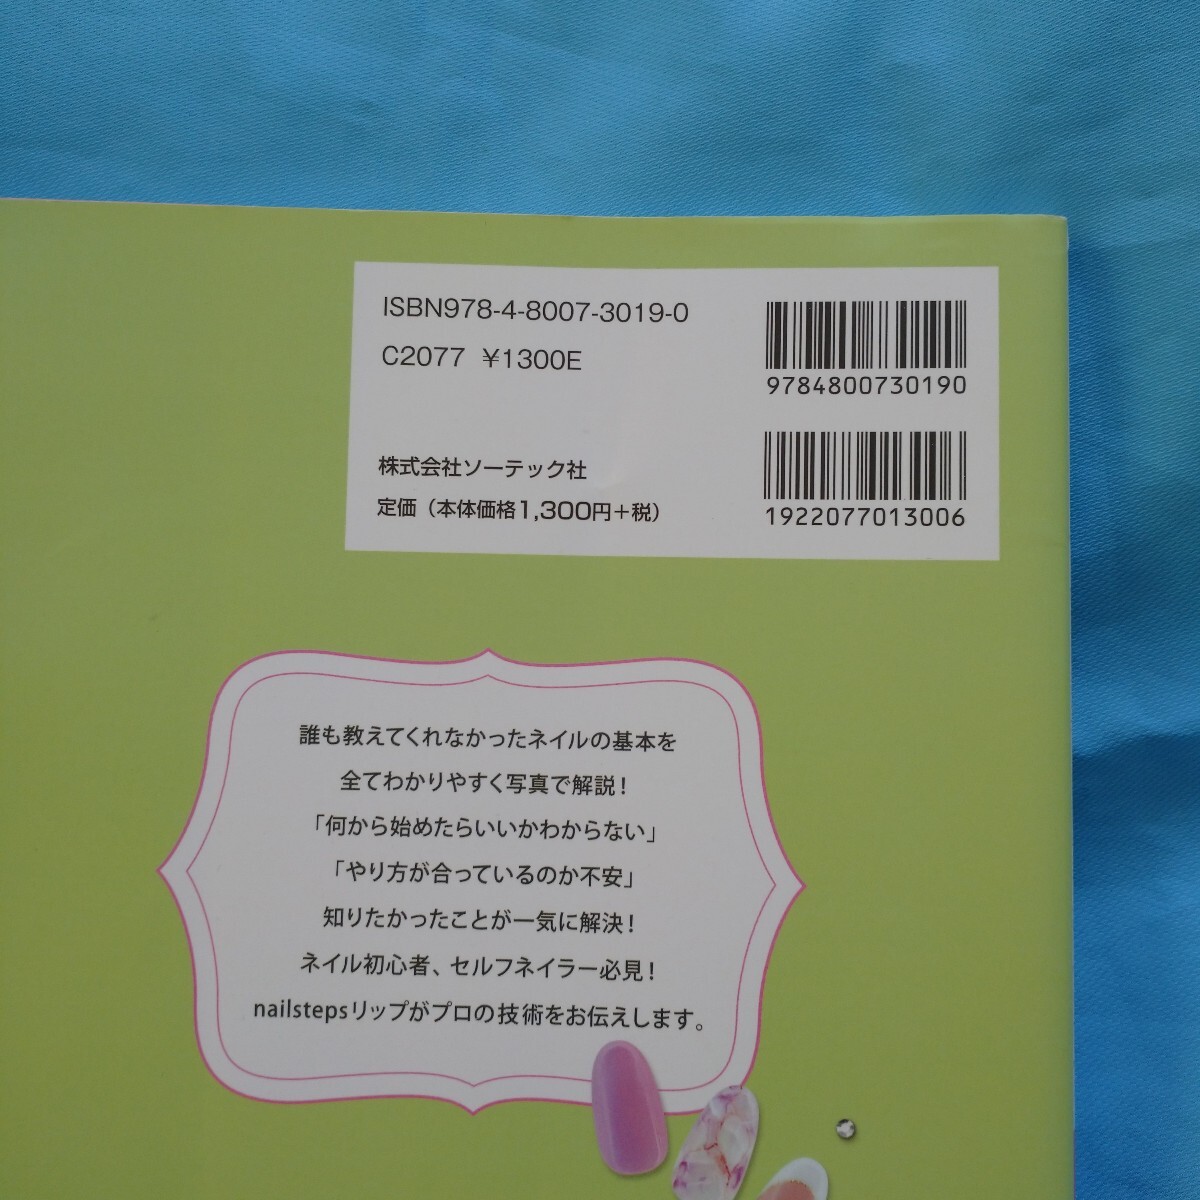 ISBN978-4-8007-3019-0
C2077 ¥1300E
9784800730190
株式会社ソーテック社
定価（本体価格1,300円＋税）
1922077013006
誰も教えてくれなかったネイルの基本を
全てわかりやすく写真で解説！
「何から始めたらいいかわからない」
「やり方が合っているのか不安」
知りたかったことが一気に解決！
ネイル初心者、セルフネイラー必見！
nailstepsリップがプロの技術をお伝えします。